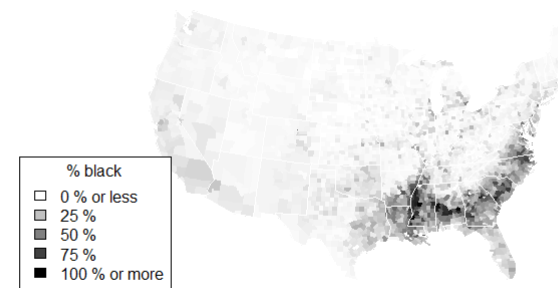 % black
0 % or less
25 %
50 %
75 %
100 % or more